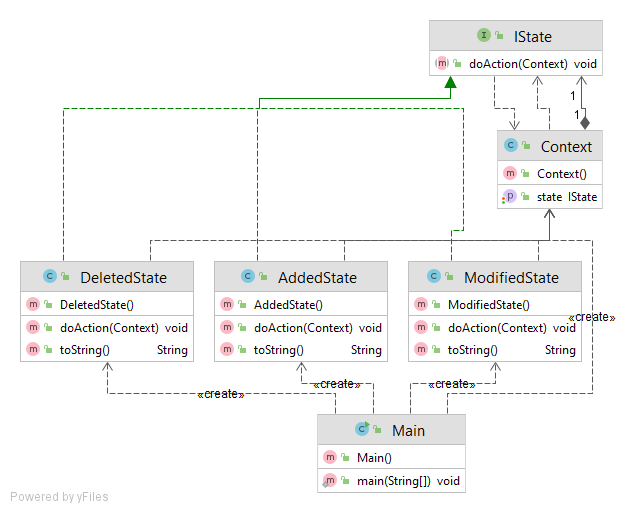 I IState
m doAction(Context) void
1
1
C Context
m Context()
p state IState
C DeletedState
m DeletedState()
m doAction(Context) void
m toString() String
C AddedState
m AddedState()
m doAction(Context) void
m toString() String
C ModifiedState
m ModifiedState()
m doAction(Context) void
m toString() String
«create»
«create»
«create»
«create»
C Main
m Main()
m main(String[]) void
Powered by yFiles